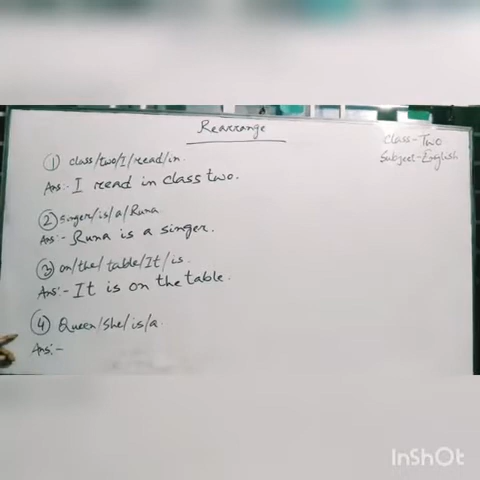 Rearrange
Class-Two
Subject-English
① class/two/I/read/in.
Ans:- I read in class two.
② singer/is/a/Runa.
Ans:- Runa is a singer.
③ on/the/table/It/is.
Ans:- It is on the table.
④ Queen/She/is/a.
Ans:-
InShOt